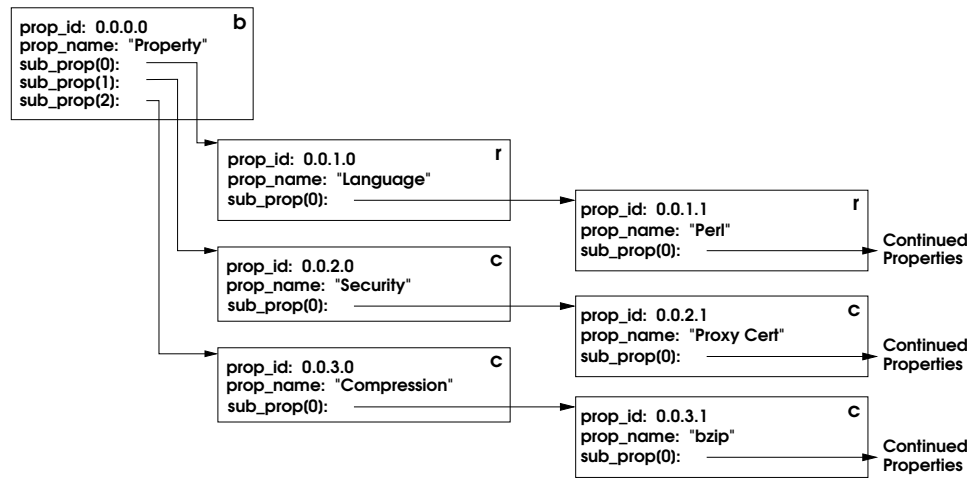 b
prop_id: 0.0.0.0
prop_name: "Property"
sub_prop(0):
sub_prop(1):
sub_prop(2):
r
prop_id: 0.0.1.0
prop_name: "Language"
sub_prop(0):
r
prop_id: 0.0.1.1
prop_name: "Perl"
sub_prop(0):
Continued
Properties
c
prop_id: 0.0.2.0
prop_name: "Security"
sub_prop(0):
c
prop_id: 0.0.2.1
prop_name: "Proxy Cert"
sub_prop(0):
Continued
Properties
c
prop_id: 0.0.3.0
prop_name: "Compression"
sub_prop(0):
c
prop_id: 0.0.3.1
prop_name: "bzip"
sub_prop(0):
Continued
Properties